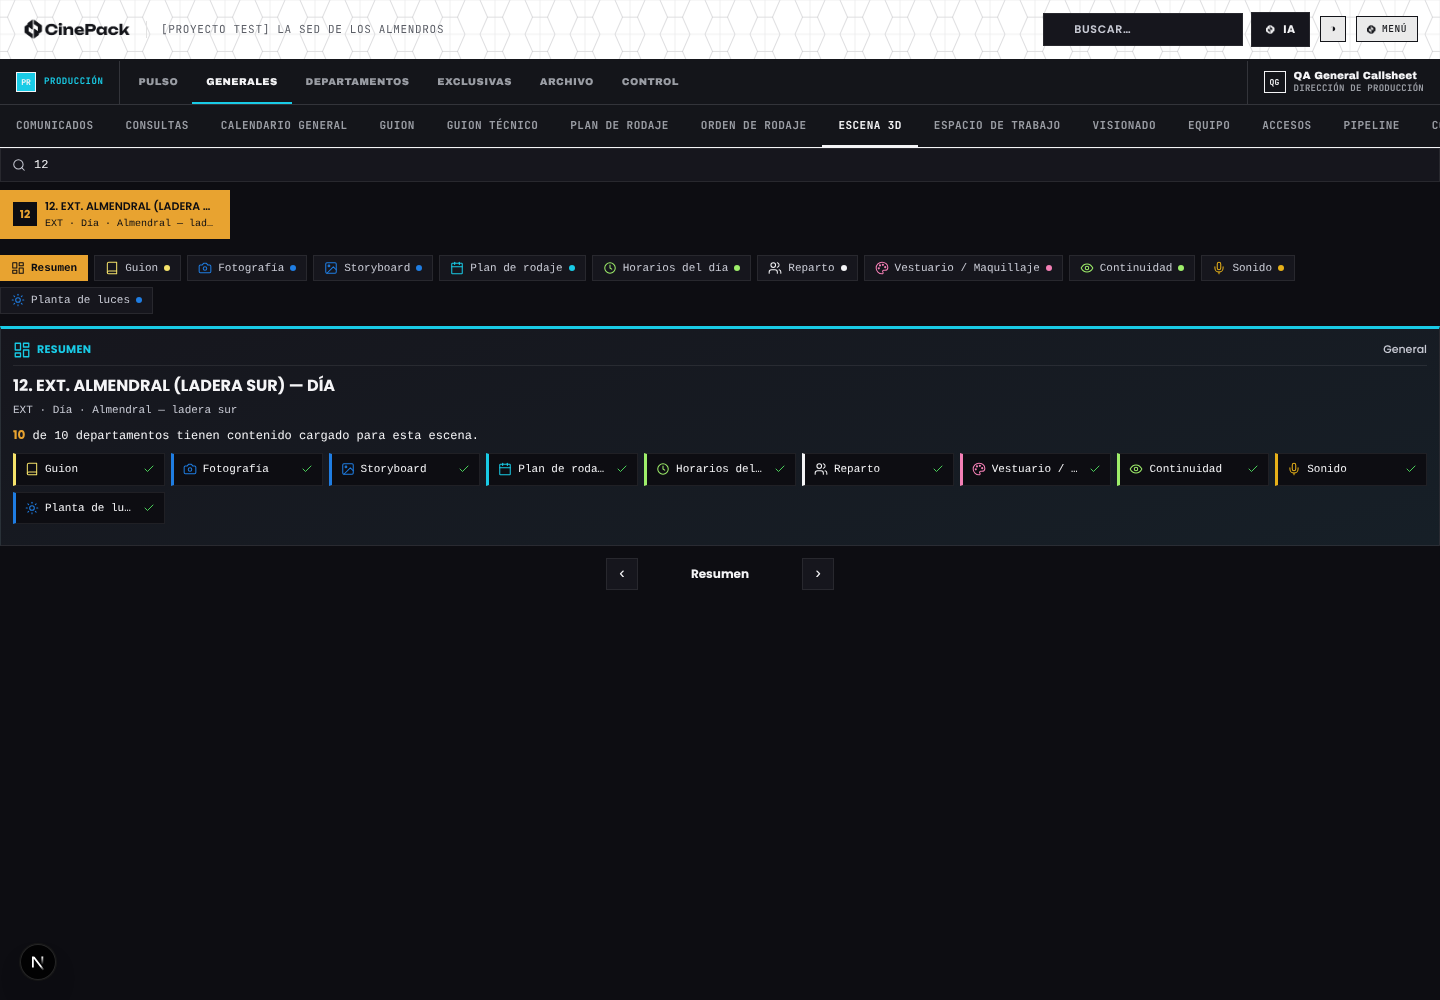 CinePack
[PROYECTO TEST] LA SED DE LOS ALMENDROS
BUSCAR…
IA
MENÚ
PR PRODUCCIÓN
PULSO GENERALES DEPARTAMENTOS EXCLUSIVAS ARCHIVO CONTROL
QG QA General Callsheet
DIRECCIÓN DE PRODUCCIÓN
COMUNICADOS CONSULTAS CALENDARIO GENERAL GUION GUION TÉCNICO PLAN DE RODAJE ORDEN DE RODAJE ESCENA 3D ESPACIO DE TRABAJO VISIONADO EQUIPO ACCESOS PIPELINE
12
12 12. EXT. ALMENDRAL (LADERA …
EXT · Día · Almendral — lad…
Resumen Guion Fotografía Storyboard Plan de rodaje Horarios del día Reparto Vestuario / Maquillaje Continuidad Sonido
Planta de luces
RESUMEN General
12. EXT. ALMENDRAL (LADERA SUR) — DÍA
EXT · Día · Almendral — ladera sur
10 de 10 departamentos tienen contenido cargado para esta escena.
Guion Fotografía Storyboard Plan de roda… Horarios del… Reparto Vestuario / … Continuidad Sonido
Planta de lu…
‹ Resumen ›
N